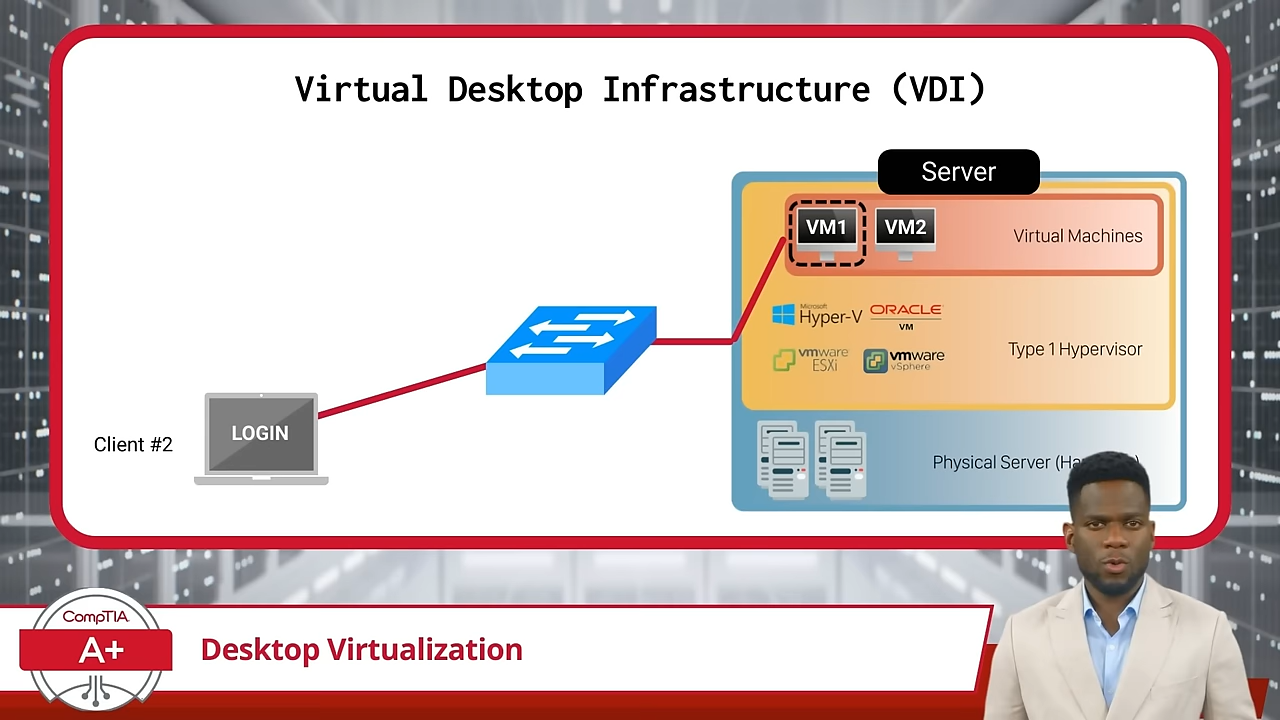 Virtual Desktop Infrastructure (VDI)
Server
VM1
VM2
Virtual Machines
Microsoft
Hyper-V
ORACLE
VM
vmware
ESXi
vmware
vSphere
Type 1 Hypervisor
LOGIN
Client #2
Physical Server (Ha
CompTIA
A+
Desktop Virtualization